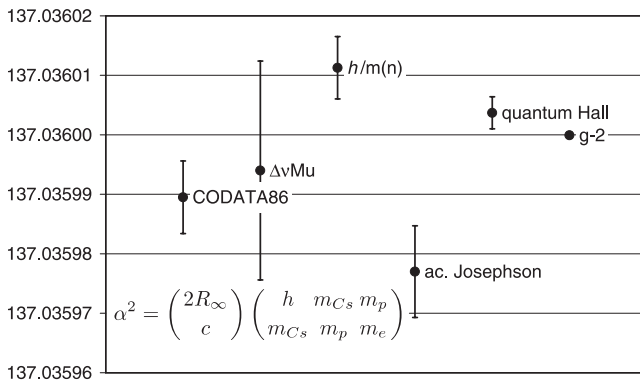 137.03602
137.03601
h/m(n)
quantum Hall
137.03600
g-2
ΔνMu
137.03599
CODATA86
137.03598
ac. Josephson
137.03597
α² = (2R∞ / c) (h / m_Cs  m_Cs / m_p  m_p / m_e)
137.03596